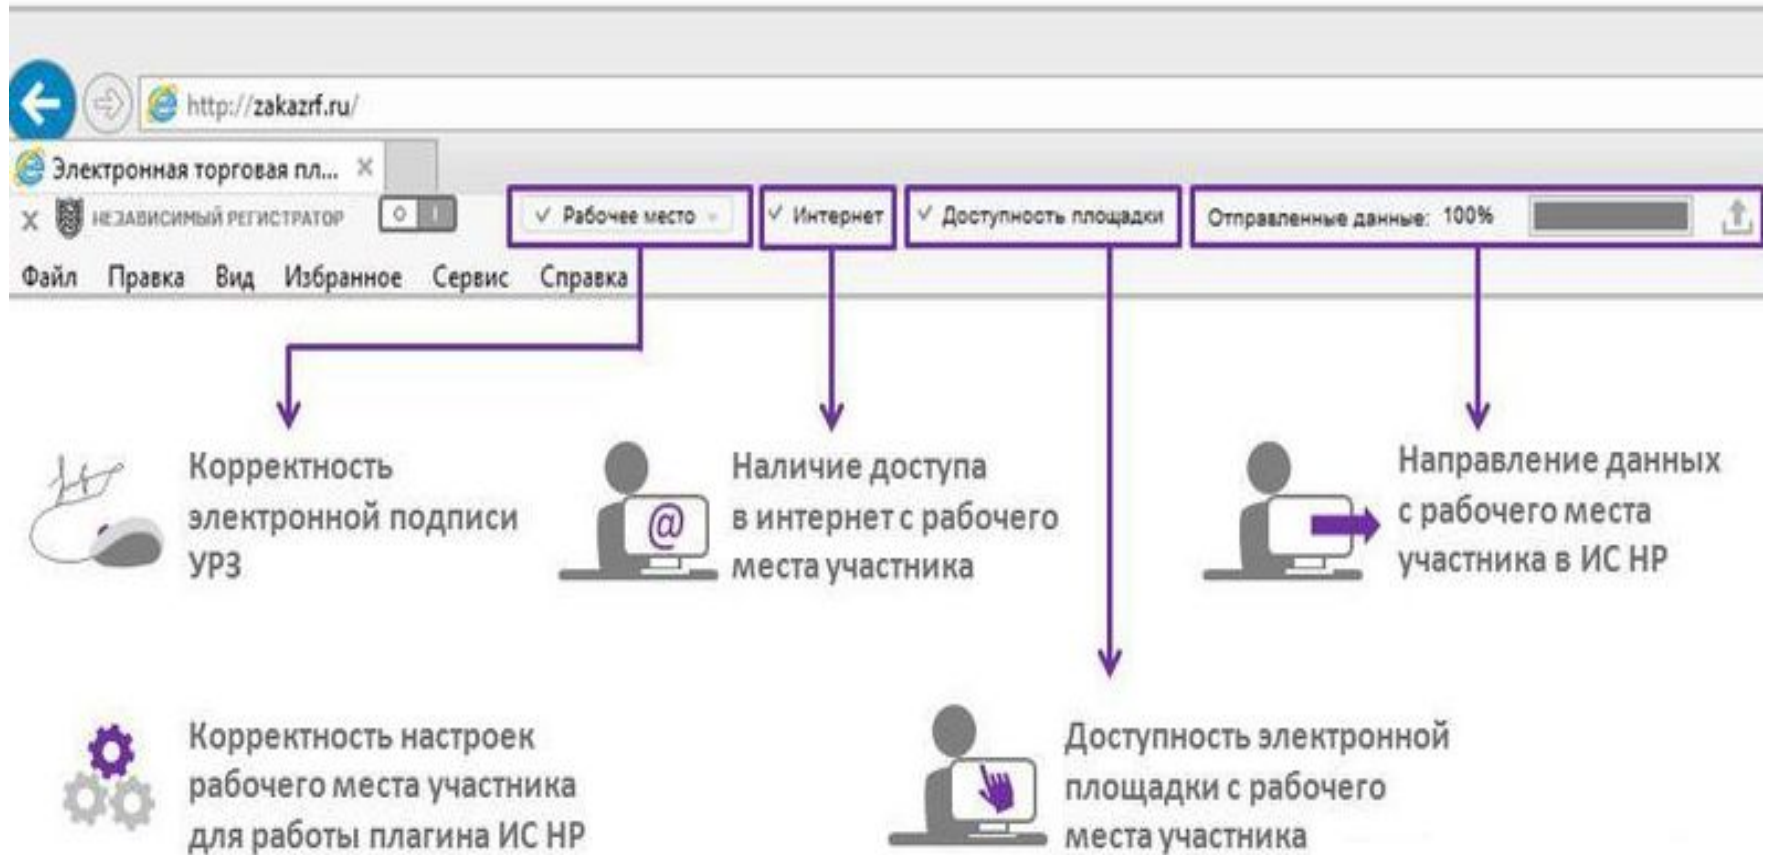 http://zakazrf.ru/
Электронная торговая пл... ×
X НЕЗАВИСИМЫЙ РЕГИСТРАТОР O I ✓ Рабочее место ✓ Интернет ✓ Доступность площадки Отправленные данные: 100%
Файл Правка Вид Избранное Сервис Справка
Корректность
электронной подписи
УРЗ
@
Наличие доступа
в интернет с рабочего
места участника
Направление данных
с рабочего места
участника в ИС НР
Корректность настроек
рабочего места участника
для работы плагина ИС НР
Доступность электронной
площадки с рабочего
места участника